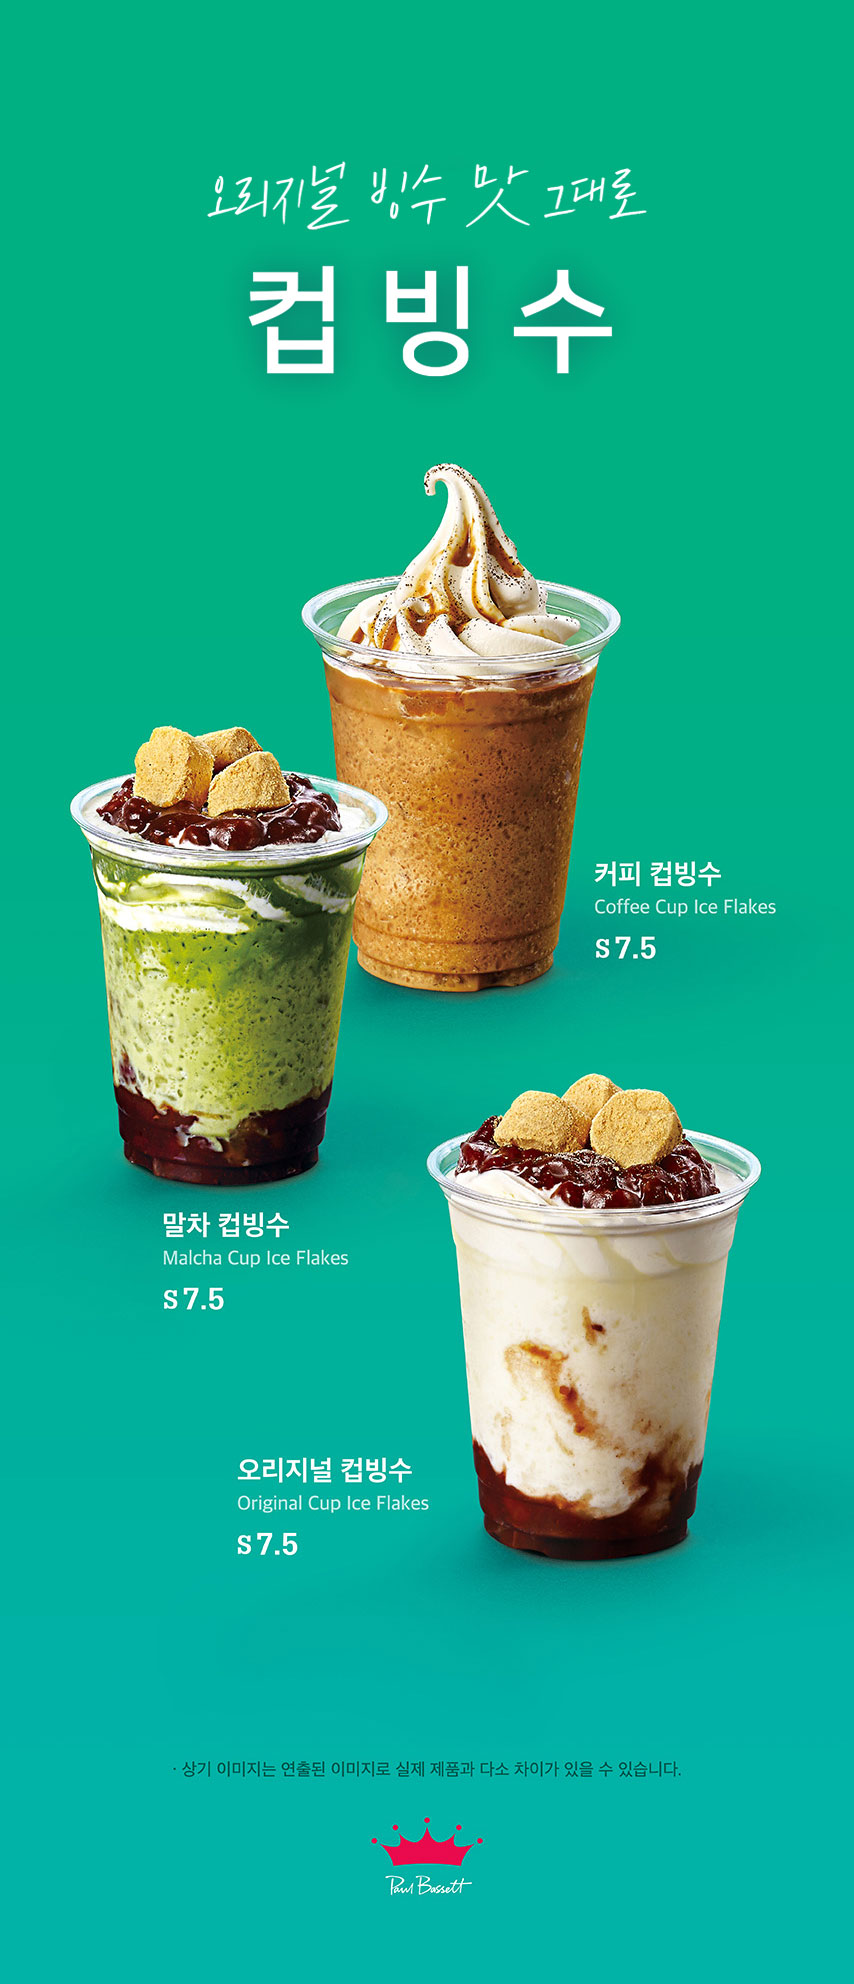 오리지널 빙수 맛 그대로
컵빙수
커피 컵빙수
Coffee Cup Ice Flakes
S 7.5
말차 컵빙수
Malcha Cup Ice Flakes
S 7.5
오리지널 컵빙수
Original Cup Ice Flakes
S 7.5
· 상기 이미지는 연출된 이미지로 실제 제품과 다소 차이가 있을 수 있습니다.
Paul Bassett